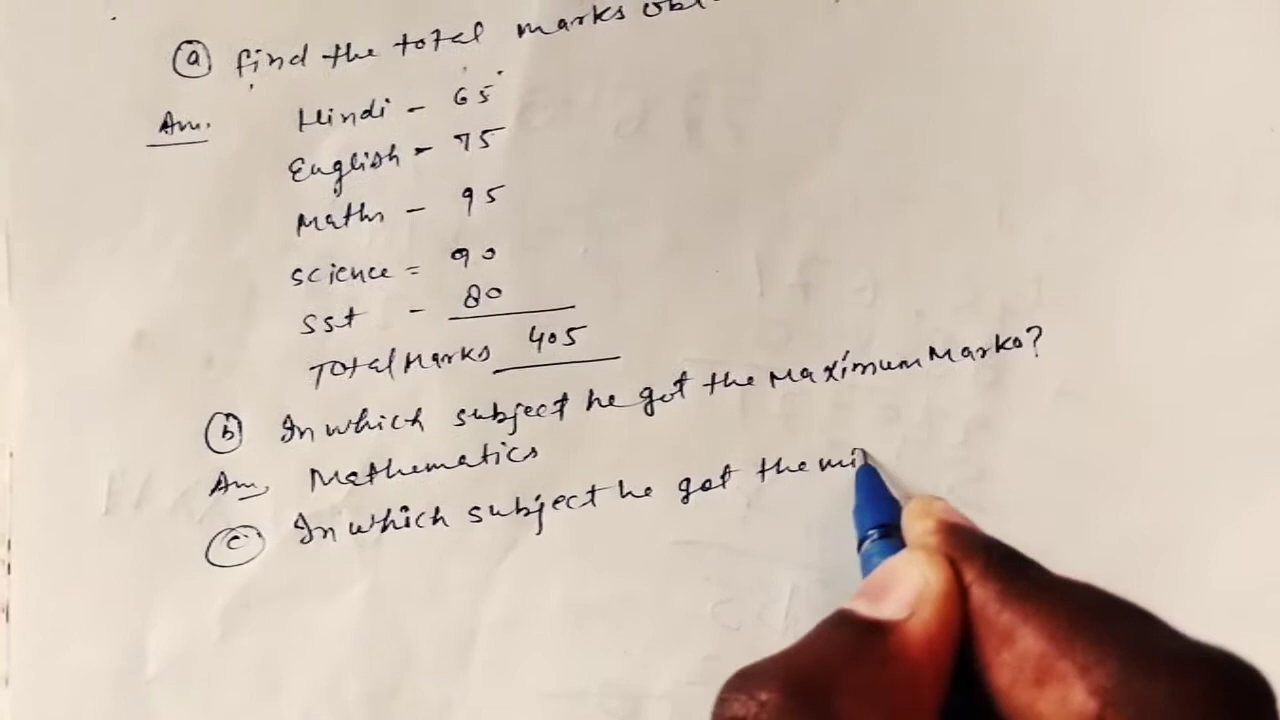 (a) find the total marks
Ans.
Hindi - 65
English - 75
Maths - 95
Science = 90
SSt - 80
Total Marks 405
(b) In which subject he got the Maximum Marks?
Ans, Mathematics
(c) In which subject he got the mi